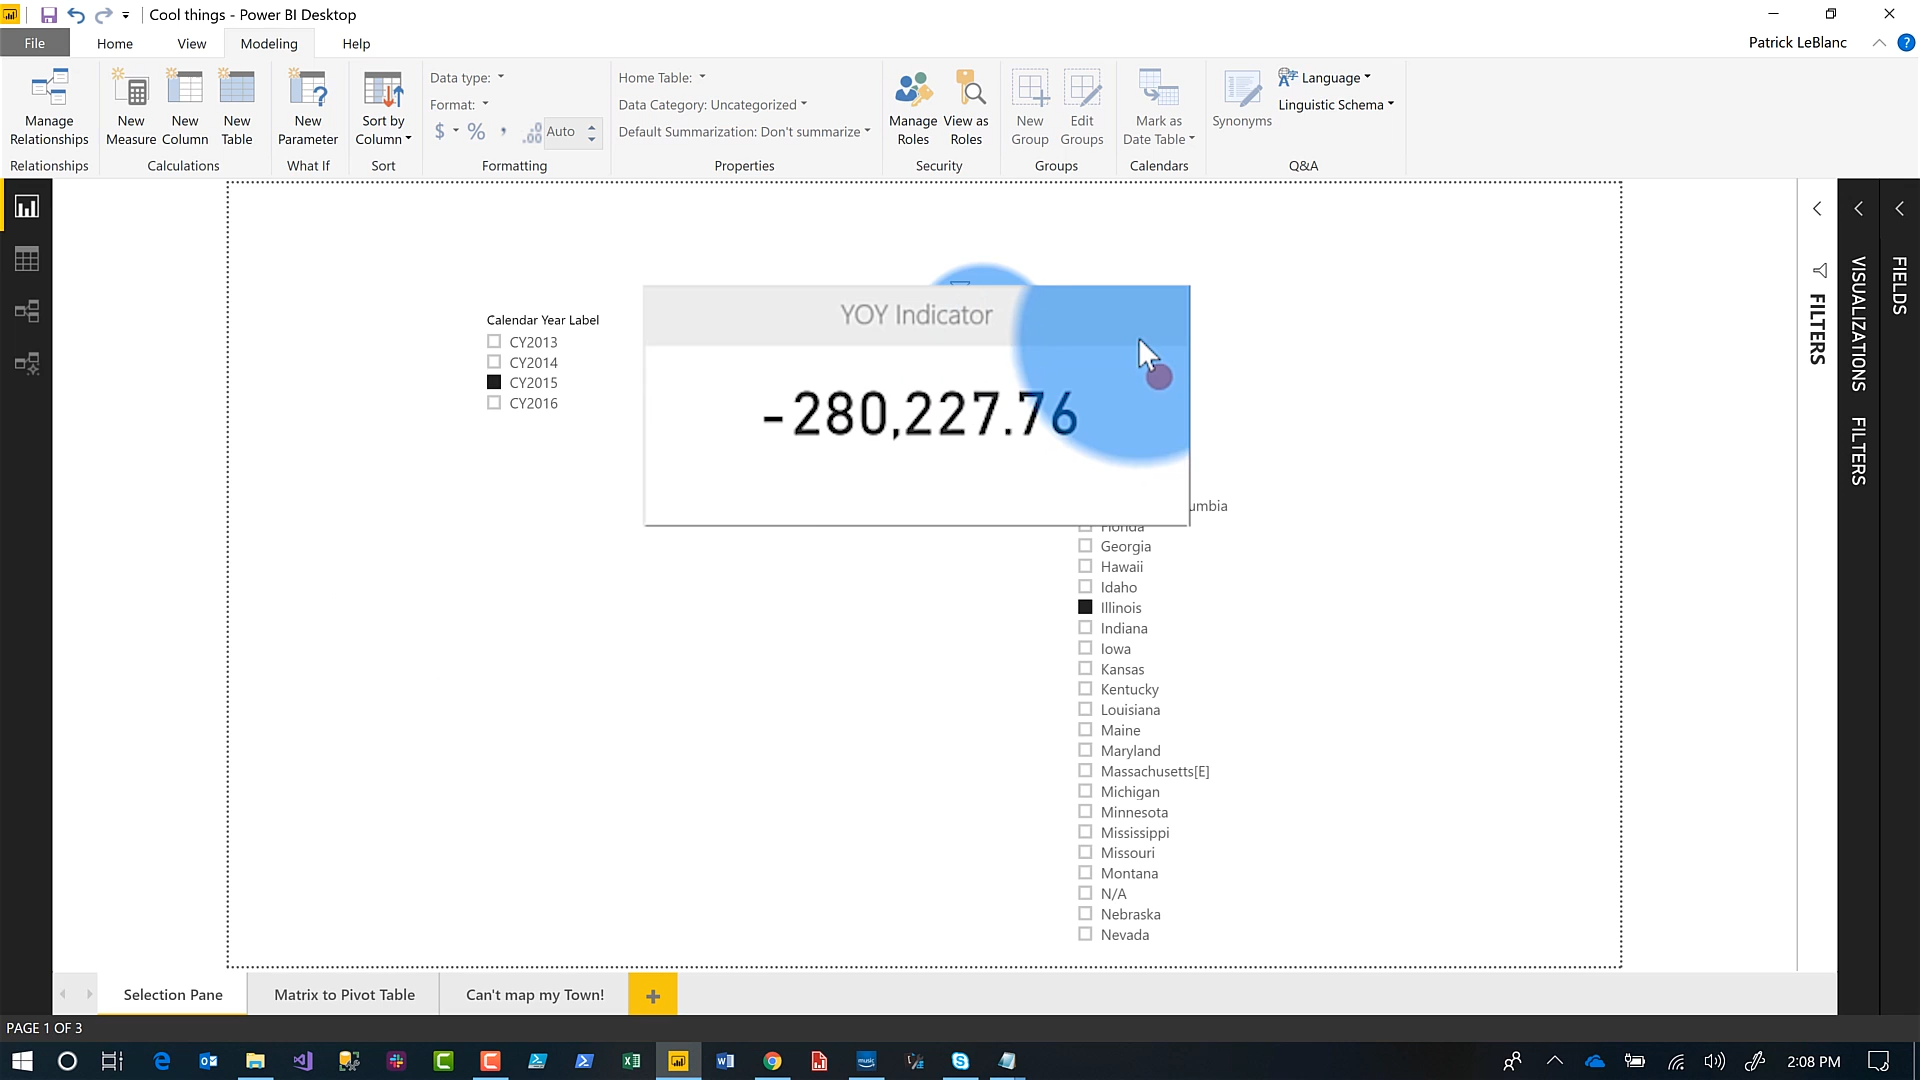 Cool things - Power BI Desktop
File Home View Modeling Help
Patrick LeBlanc
?
Manage Relationships
New Measure
New Column
New Table
New Parameter
Sort by Column
Data type:
Format:
$ % , .00 Auto
Home Table:
Data Category: Uncategorized
Default Summarization: Don't summarize
Manage Roles
View as Roles
New Group
Edit Groups
Mark as Date Table
Synonyms
Language
Linguistic Schema
Relationships
Calculations
What If
Sort
Formatting
Properties
Security
Groups
Calendars
Q&A
Calendar Year Label
CY2013
CY2014
CY2015
CY2016
YOY Indicator
-280,227.76
umbia
Florida
Georgia
Hawaii
Idaho
Illinois
Indiana
Iowa
Kansas
Kentucky
Louisiana
Maine
Maryland
Massachusetts[E]
Michigan
Minnesota
Mississippi
Missouri
Montana
N/A
Nebraska
Nevada
FILTERS
VISUALIZATIONS
FILTERS
FIELDS
Selection Pane
Matrix to Pivot Table
Can't map my Town!
+
PAGE 1 OF 3
music
2:08 PM